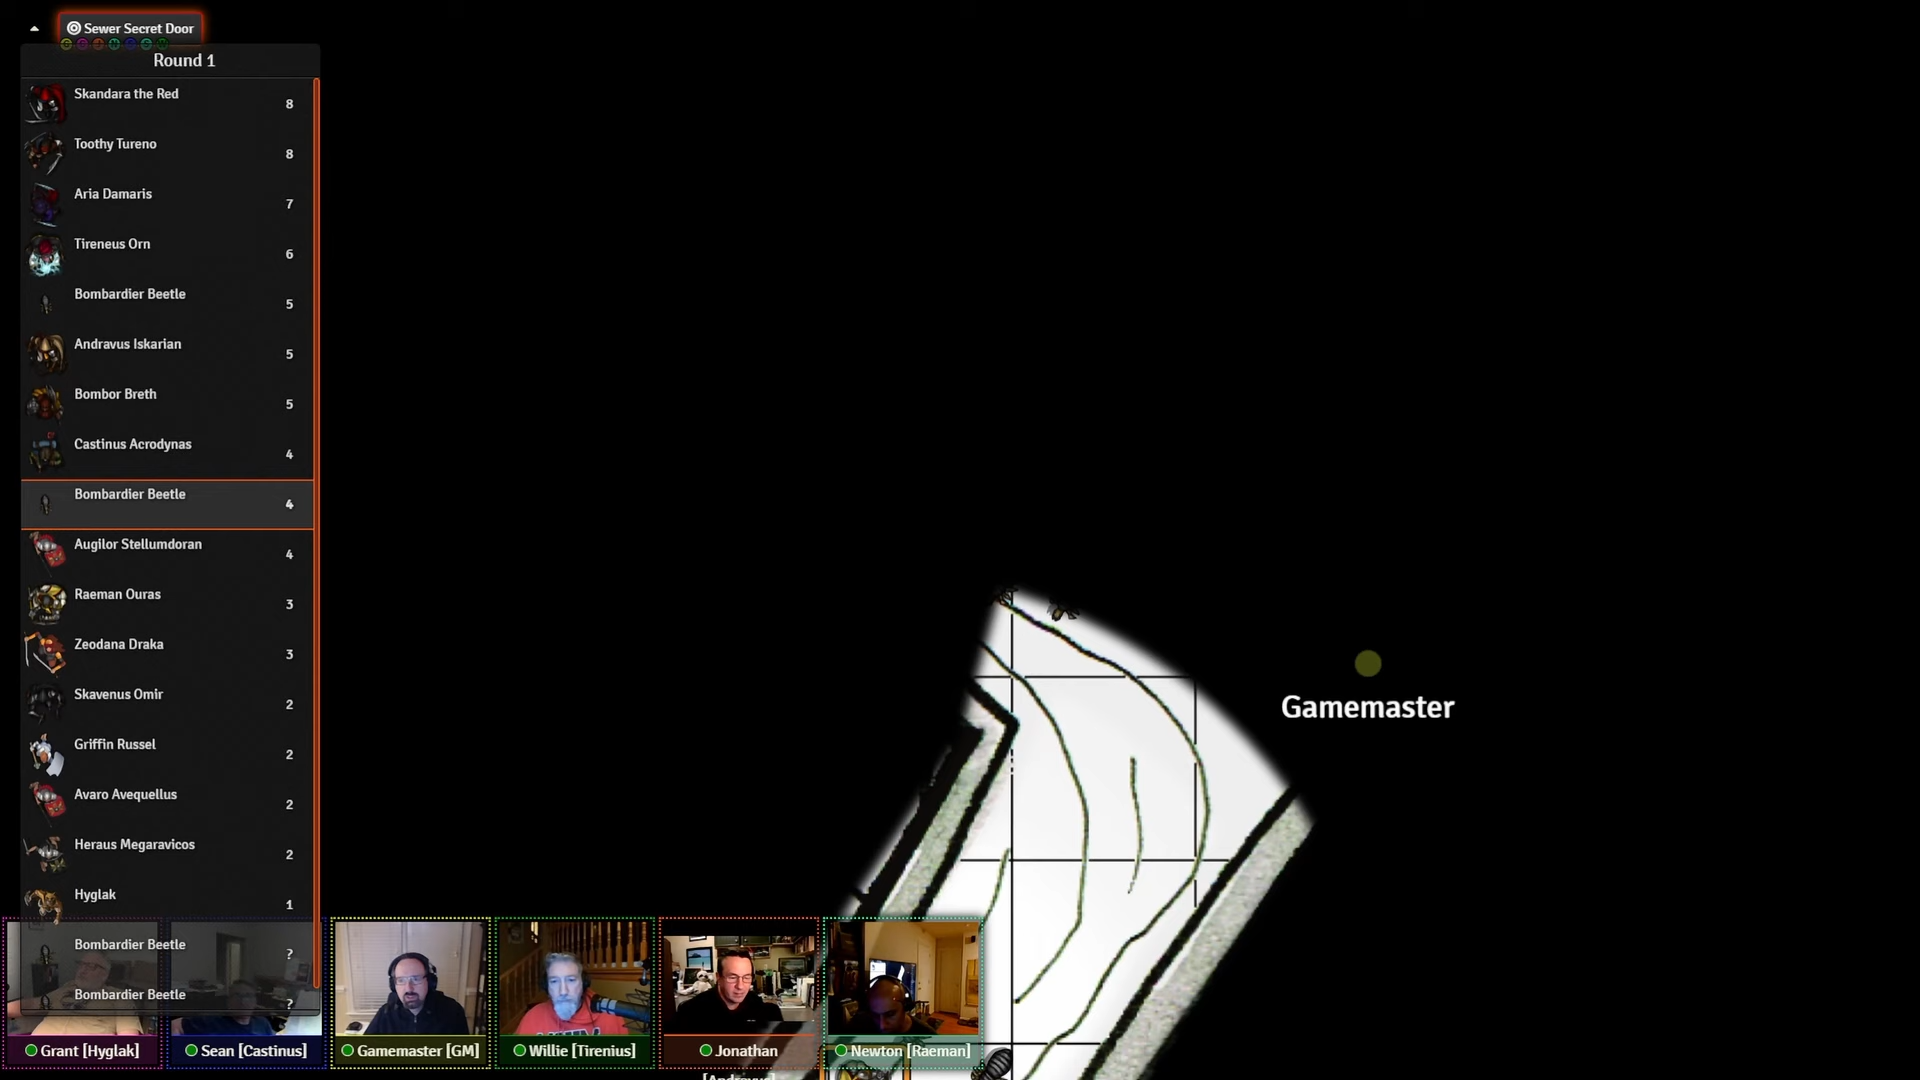 Sewer Secret Door
Round 1
Skandara the Red
8
Toothy Tureno
8
Aria Damaris
7
Tireneus Orn
6
Bombardier Beetle
5
Andravus Iskarian
5
Bombor Breth
5
Castinus Acrodynas
4
Bombardier Beetle
4
Augilor Stellumdoran
4
Raeman Ouras
3
Zeodana Draka
3
Skavenus Omir
2
Griffin Russel
2
Avaro Avequellus
2
Heraus Megaravicos
2
Hyglak
1
Bombardier Beetle
?
Bombardier Beetle
?
Gamemaster
Grant [Hyglak]
Sean [Castinus]
Gamemaster [GM]
Willie [Tirenius]
Jonathan
[Andravus]
Newton [Raeman]